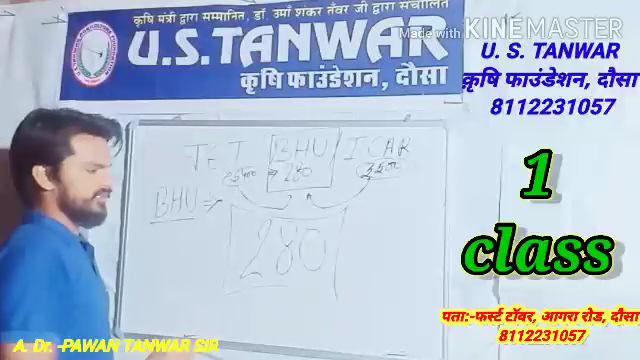 कृषि मंत्री द्वारा सम्मानित, डॉ. उमाँ शंकर तँवर जी द्वारा संचालित
U.S.TANWAR
कृषि फाउंडेशन, दौसा
Made with KINEMASTER
U. S. TANWAR
कृषि फाउंडेशन, दौसा
8112231057
JET BHU ICAR
280
BHU
280
1
class
पता:-फर्स्ट टॉवर, आगरा रोड, दौसा
8112231057
A. Dr. -PAWAN TANWAR SIR